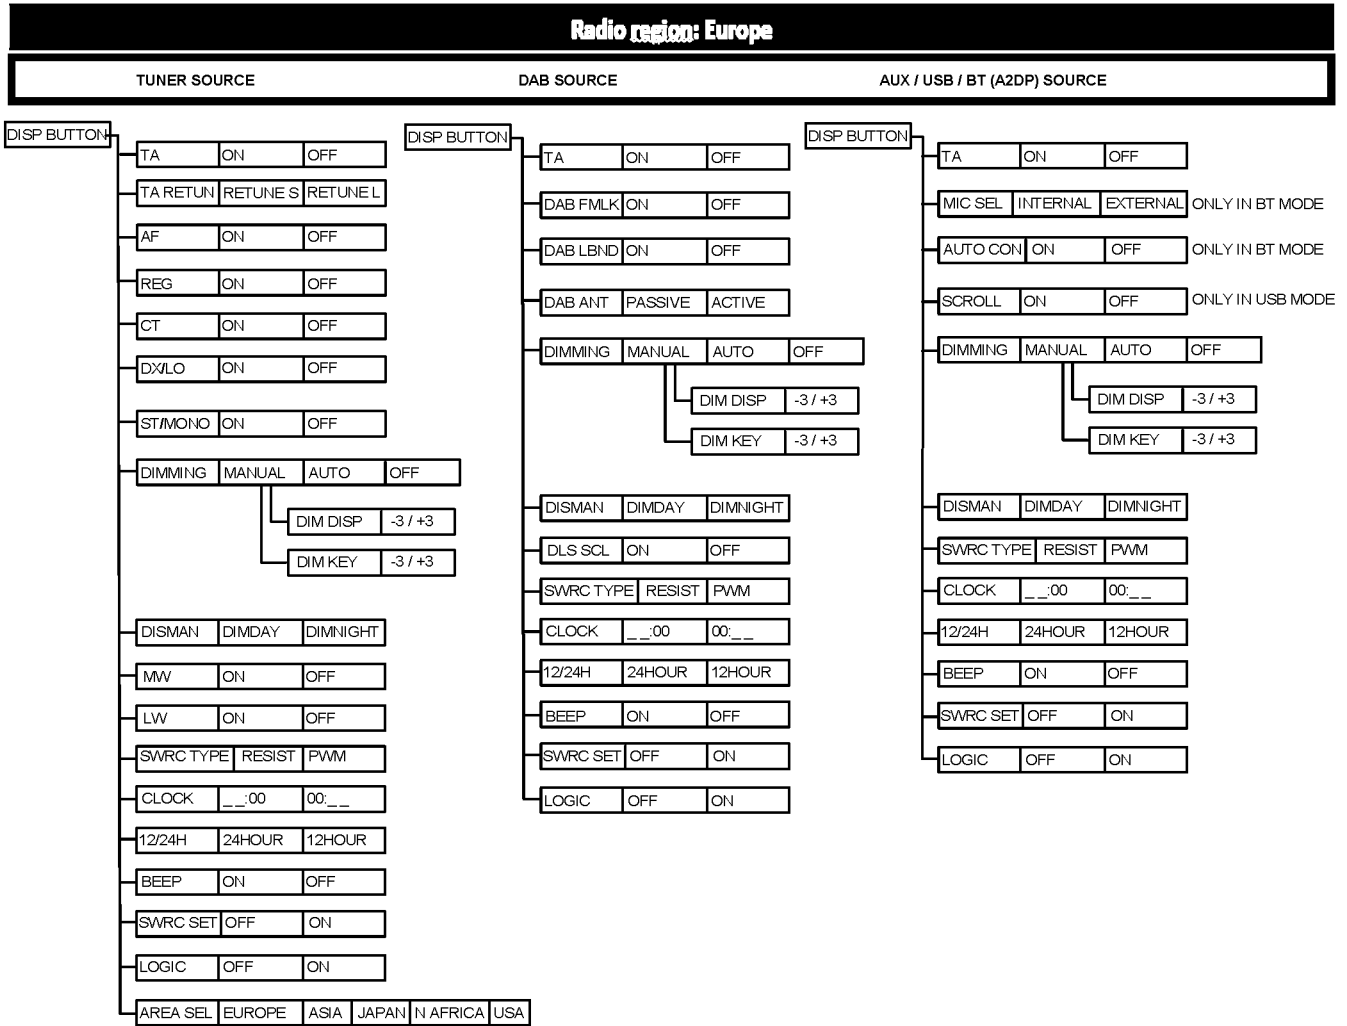 Radio region: Europe
TUNER SOURCE
DAB SOURCE
AUX / USB / BT (A2DP) SOURCE
DISP BUTTON
TA ON OFF
TA RETUN RETUNE S RETUNE L
AF ON OFF
REG ON OFF
CT ON OFF
DX/LO ON OFF
ST/MONO ON OFF
DIMMING MANUAL AUTO OFF
DIM DISP -3 / +3
DIM KEY -3 / +3
DISMAN DIMDAY DIMNIGHT
MW ON OFF
LW ON OFF
SWRC TYPE RESIST PWM
CLOCK _ _:00 00:_ _
12/24H 24HOUR 12HOUR
BEEP ON OFF
SWRC SET OFF ON
LOGIC OFF ON
AREA SEL EUROPE ASIA JAPAN N AFRICA USA
DISP BUTTON
TA ON OFF
DAB FMLK ON OFF
DAB LBND ON OFF
DAB ANT PASSIVE ACTIVE
DIMMING MANUAL AUTO OFF
DIM DISP -3 / +3
DIM KEY -3 / +3
DISMAN DIMDAY DIMNIGHT
DLS SCL ON OFF
SWRC TYPE RESIST PWM
CLOCK _ _:00 00:_ _
12/24H 24HOUR 12HOUR
BEEP ON OFF
SWRC SET OFF ON
LOGIC OFF ON
DISP BUTTON
TA ON OFF
MIC SEL INTERNAL EXTERNAL ONLY IN BT MODE
AUTO CON ON OFF ONLY IN BT MODE
SCROLL ON OFF ONLY IN USB MODE
DIMMING MANUAL AUTO OFF
DIM DISP -3 / +3
DIM KEY -3 / +3
DISMAN DIMDAY DIMNIGHT
SWRC TYPE RESIST PWM
CLOCK _ _:00 00:_ _
12/24H 24HOUR 12HOUR
BEEP ON OFF
SWRC SET OFF ON
LOGIC OFF ON